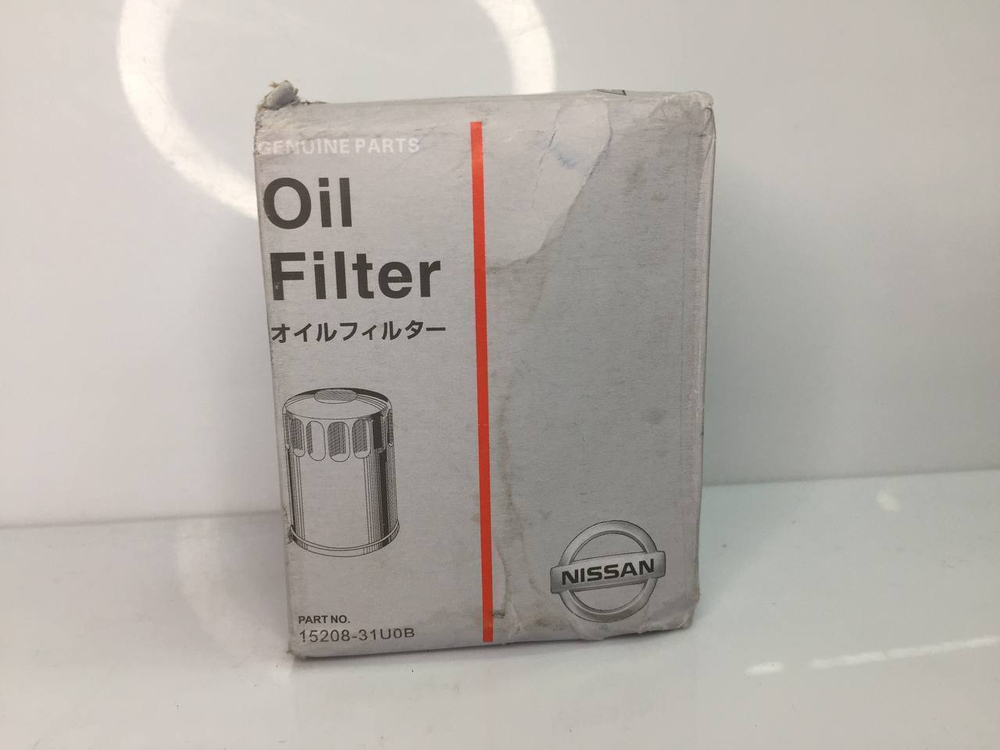 GENUINE PARTS
Oil
Filter
オイルフィルター
PART NO.
15208-31U0B
NISSAN